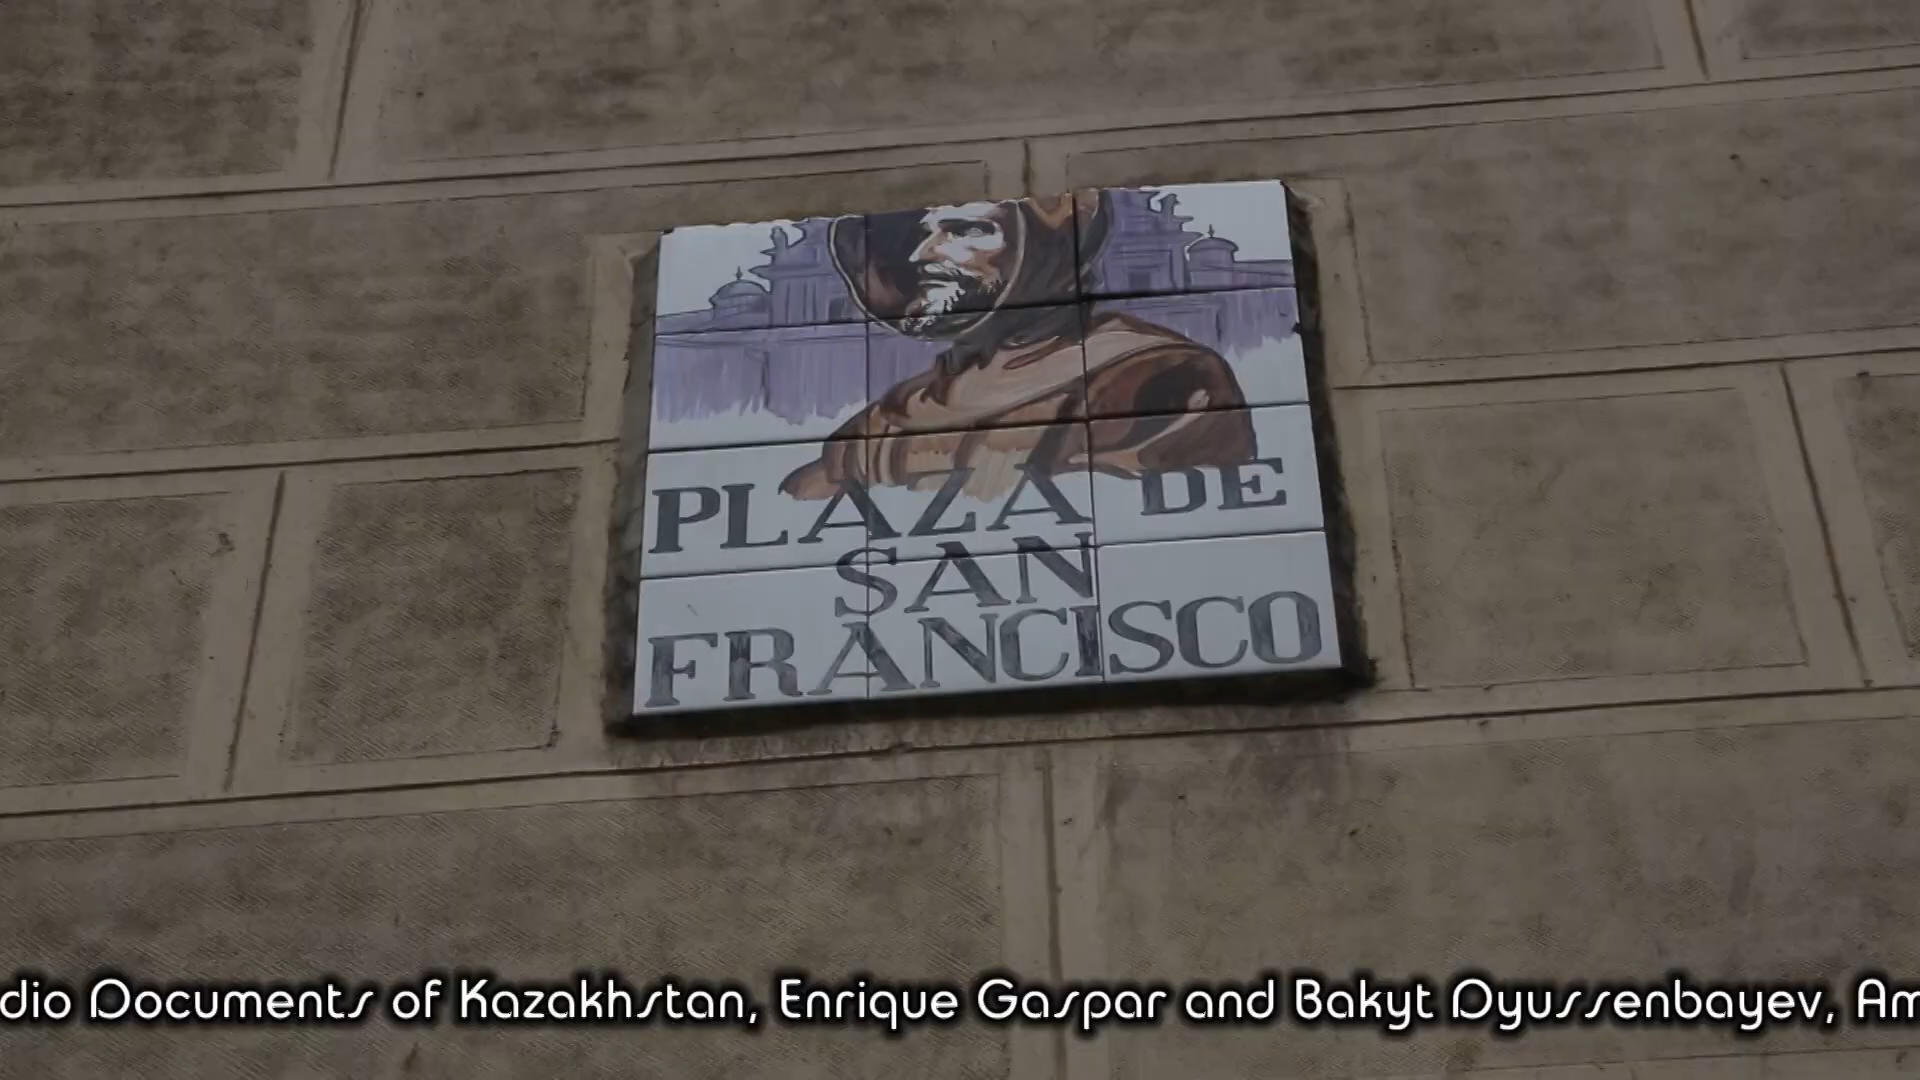 PLAZA DE
SAN
FRANCISCO
dio Documents of Kazakhstan, Enrique Gaspar and Bakyt Dyussenbayev, Am